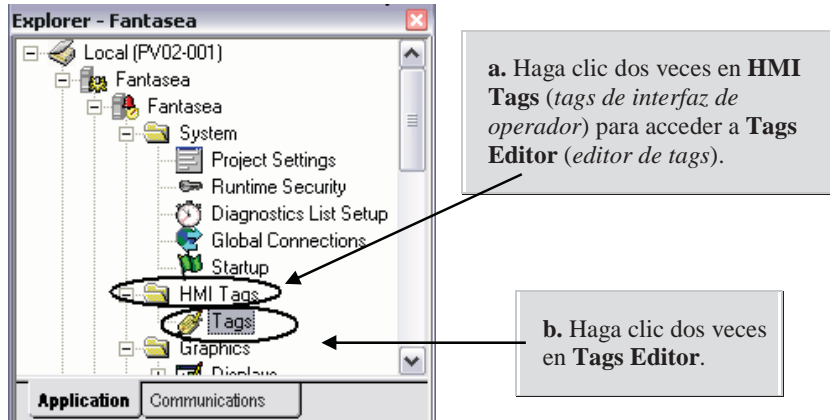 Explorer - Fantasea
Local (PV02-001)
Fantasea
Fantasea
System
Project Settings
Runtime Security
Diagnostics List Setup
Global Connections
Startup
HMI Tags
Tags
Graphics
Displays
Application
Communications
a. Haga clic dos veces en HMI
Tags (tags de interfaz de
operador) para acceder a Tags
Editor (editor de tags).
b. Haga clic dos veces
en Tags Editor.